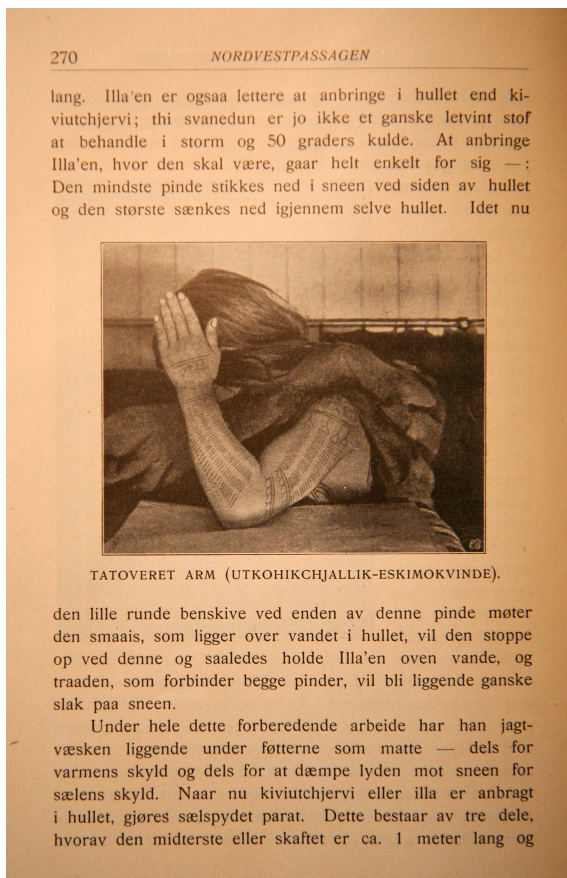 270
NORDVESTPASSAGEN
lang. Illa'en er ogsaa lettere at anbringe i hullet end ki-
viutchjervi; thi svanedun er jo ikke et ganske letvint stof
at behandle i storm og 50 graders kulde. At anbringe
Illa'en, hvor den skal være, gaar helt enkelt for sig —:
Den mindste pinde stikkes ned i sneen ved siden av hullet
og den største sænkes ned igjennem selve hullet. Idet nu
TATOVERET ARM (UTKOHIKCHJALLIK-ESKIMOKVINDE).
den lille runde benskive ved enden av denne pinde møter
den smaais, som ligger over vandet i hullet, vil den stoppe
op ved denne og saaledes holde Illa'en oven vande, og
traaden, som forbinder begge pinder, vil bli liggende ganske
slak paa sneen.
Under hele dette forberedende arbeide har han jagt-
væsken liggende under føtterne som matte — dels for
varmens skyld og dels for at dæmpe lyden mot sneen for
sælens skyld. Naar nu kiviutchjervi eller illa er anbragt
i hullet, gjøres sælspydet parat. Dette bestaar av tre dele,
hvorav den midterste eller skaftet er ca. 1 meter lang og